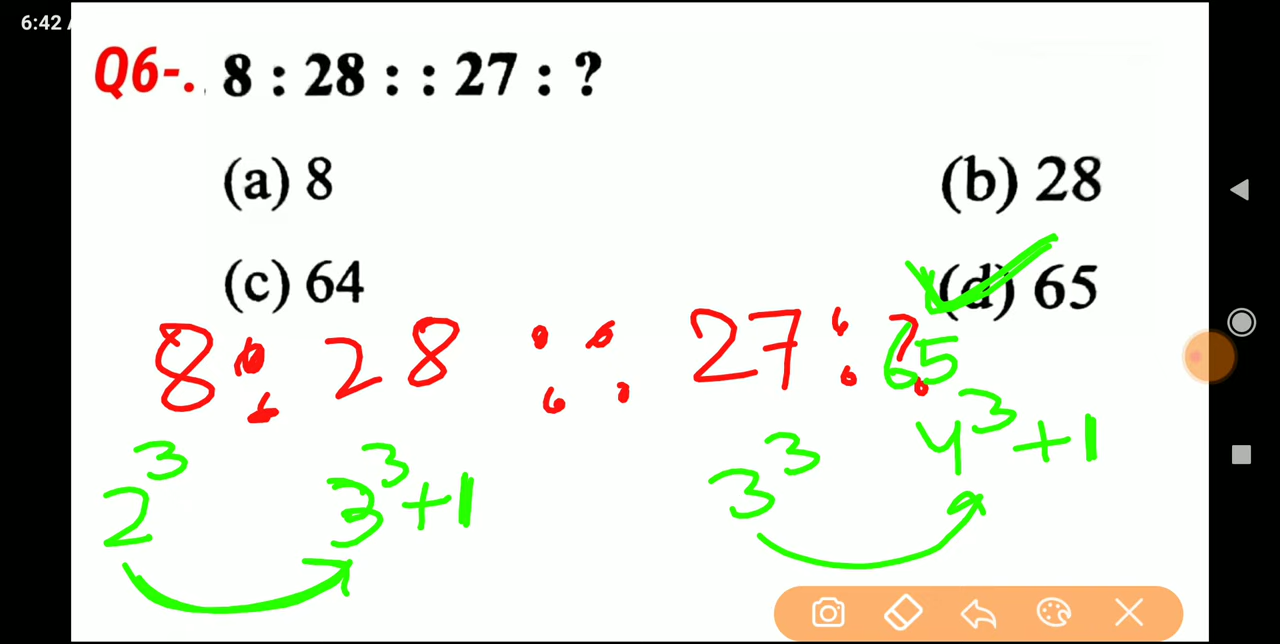 6:42 A
Q6-. 8 : 28 : : 27 : ?
(a) 8 (b) 28
(c) 64 (d) 65
8 : 28 : : 27 : ? 65
2³ 3³+1 3³ 4³+1